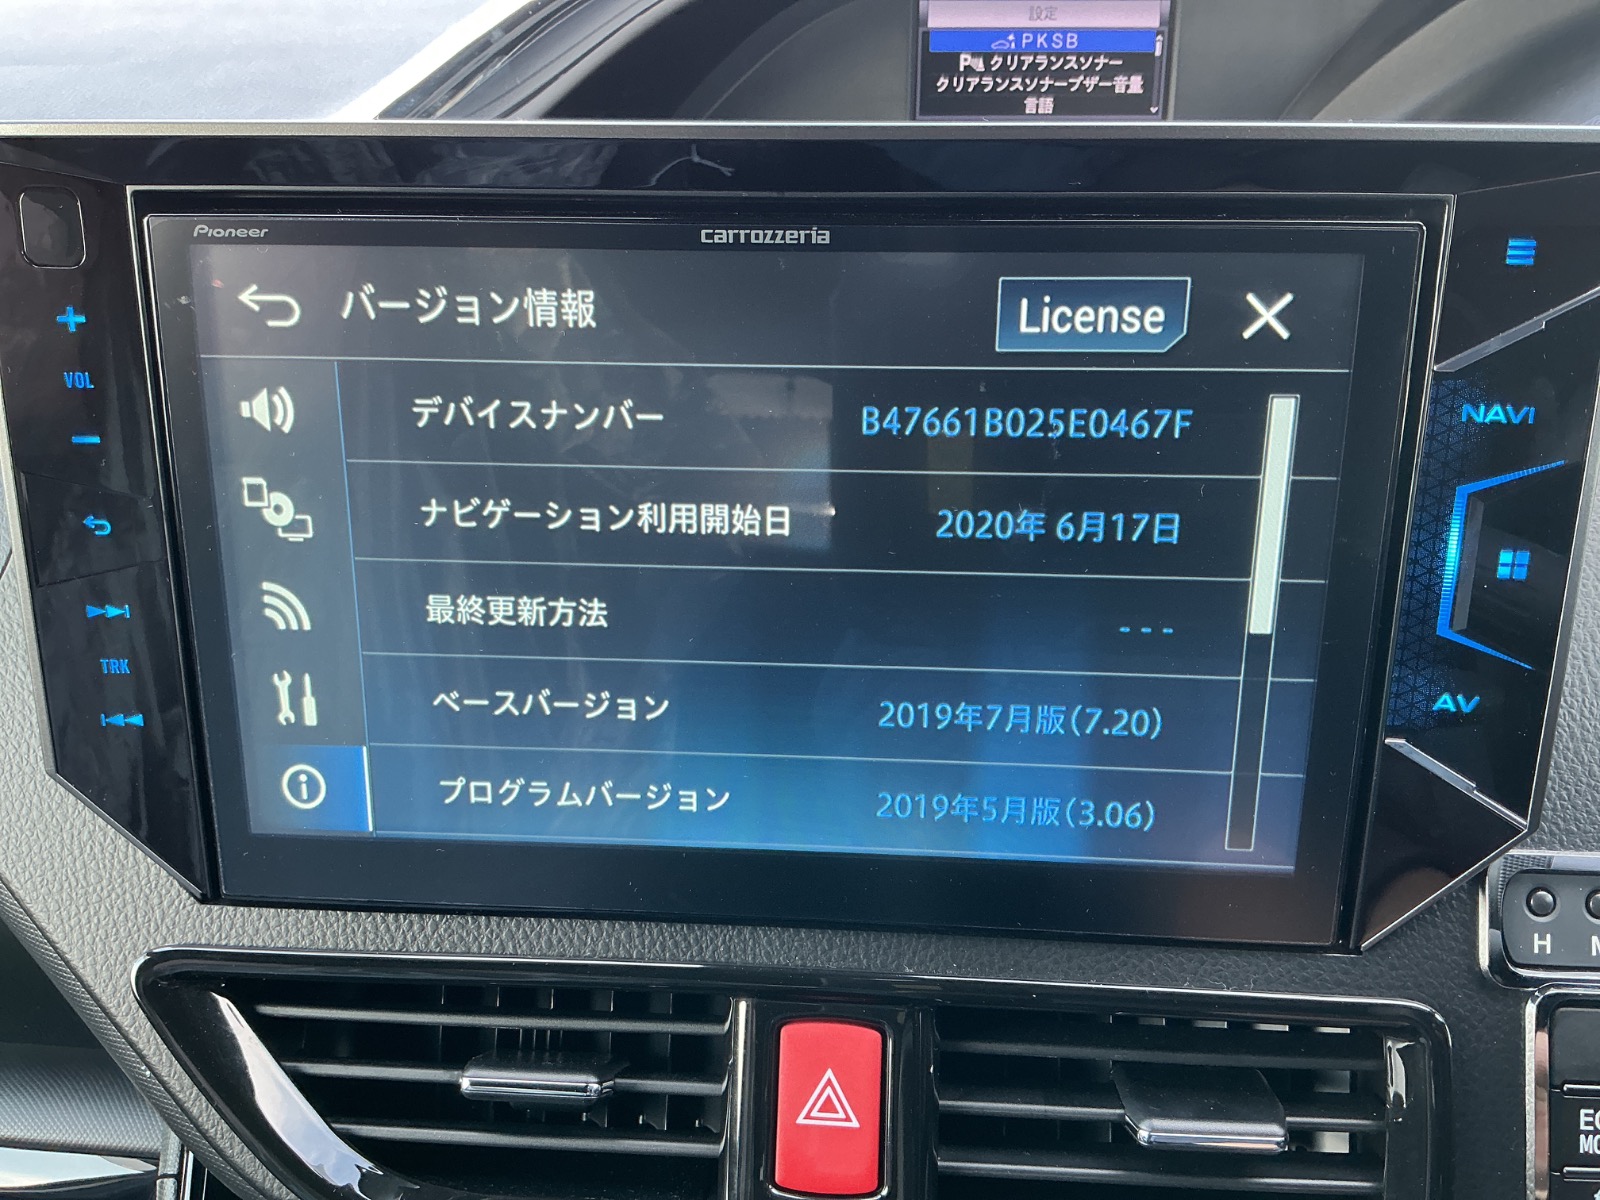 設定
PKSB
クリアランスソナー
クリアランスソナーブザー音量
言語
Pioneer
carrozzeria
バージョン情報
License
デバイスナンバー B47661B025E0467F
ナビゲーション利用開始日 2020年 6月17日
最終更新方法 ---
ベースバージョン 2019年7月版(7.20)
プログラムバージョン 2019年5月版(3.06)
VOL
TRK
NAVI
AV
H